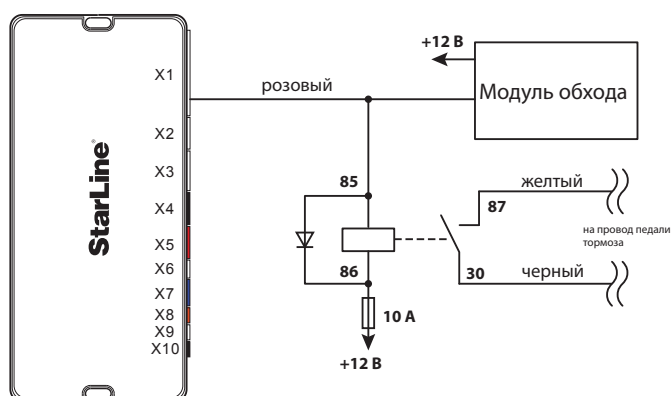 StarLine®
X1
X2
X3
X4
X5
X6
X7
X8
X9
X10
розовый
+12 В
Модуль обхода
85
86
10 А
+12 В
желтый
87
на провод педали
тормоза
30
черный